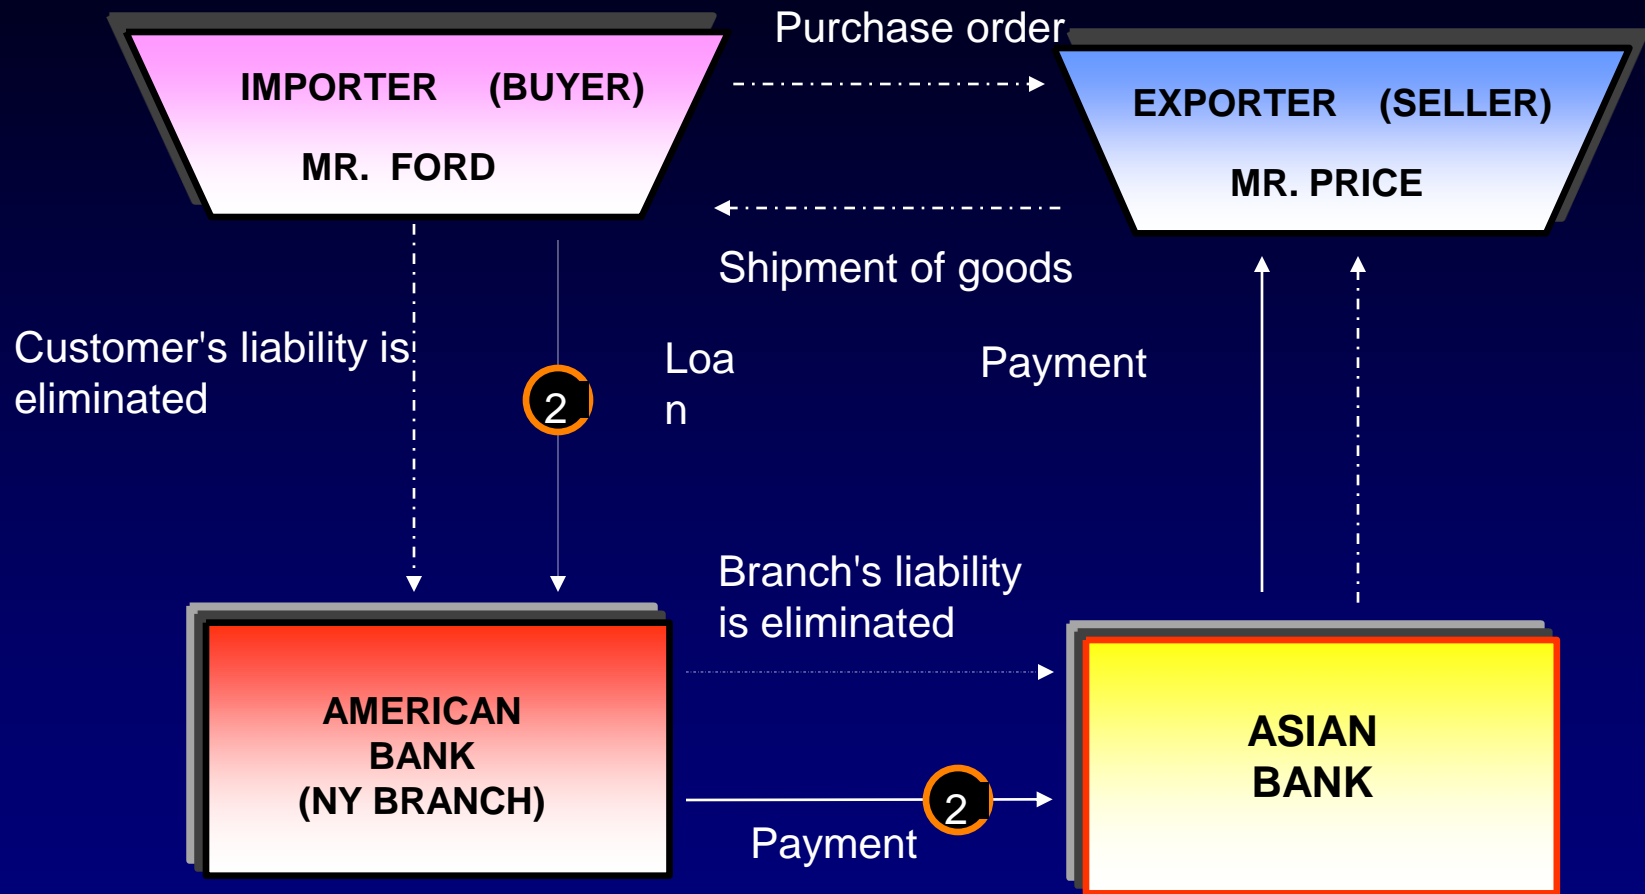 Purchase order
IMPORTER (BUYER)
MR. FORD
EXPORTER (SELLER)
MR. PRICE
Shipment of goods
Customer's liability is
eliminated
2
Loa
n
Payment
Branch's liability
is eliminated
AMERICAN
BANK
(NY BRANCH)
ASIAN
BANK
2
Payment